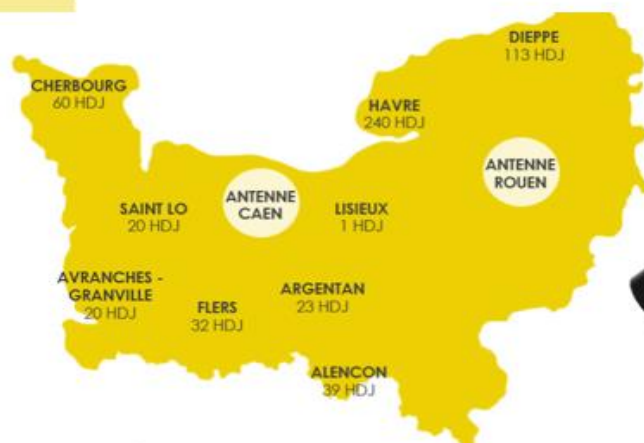 DIEPPE
113 HDJ
CHERBOURG
60 HDJ
HAVRE
240 HDJ
ANTENNE
ROUEN
ANTENNE
CAEN
SAINT LO
20 HDJ
LISIEUX
1 HDJ
AVRANCHES -
GRANVILLE
20 HDJ
FLERS
32 HDJ
ARGENTAN
23 HDJ
ALENCON
39 HDJ